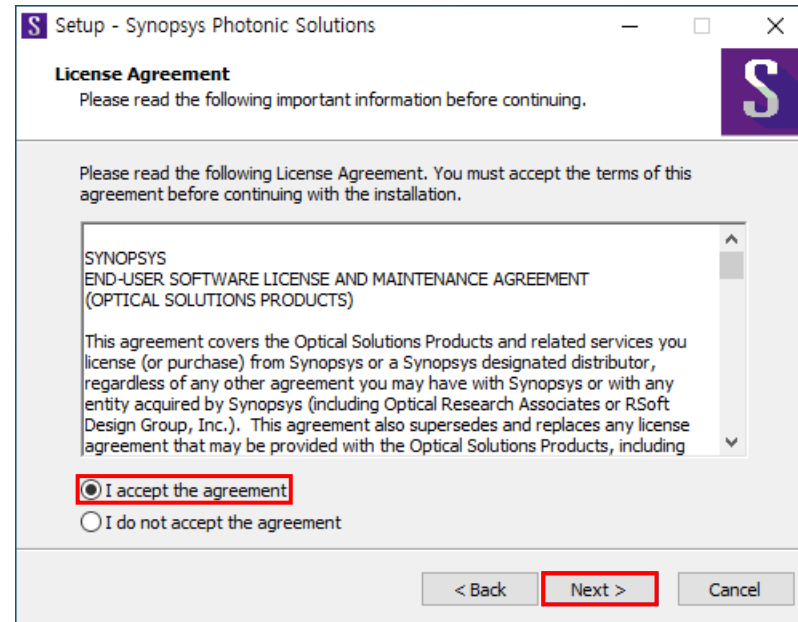 S Setup - Synopsys Photonic Solutions
License Agreement
Please read the following important information before continuing.
S
Please read the following License Agreement. You must accept the terms of this
agreement before continuing with the installation.
SYNOPSYS
END-USER SOFTWARE LICENSE AND MAINTENANCE AGREEMENT
(OPTICAL SOLUTIONS PRODUCTS)
This agreement covers the Optical Solutions Products and related services you
license (or purchase) from Synopsys or a Synopsys designated distributor,
regardless of any other agreement you may have with Synopsys or with any
entity acquired by Synopsys (including Optical Research Associates or RSoft
Design Group, Inc.).  This agreement also supersedes and replaces any license
agreement that may be provided with the Optical Solutions Products, including
I accept the agreement
I do not accept the agreement
< Back Next > Cancel